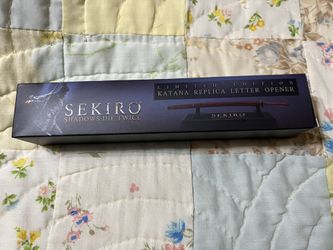 SEKIRO
SHADOWS DIE TWICE
LIMITED EDITION
KATANA REPLICA LETTER OPENER
SEKIRO